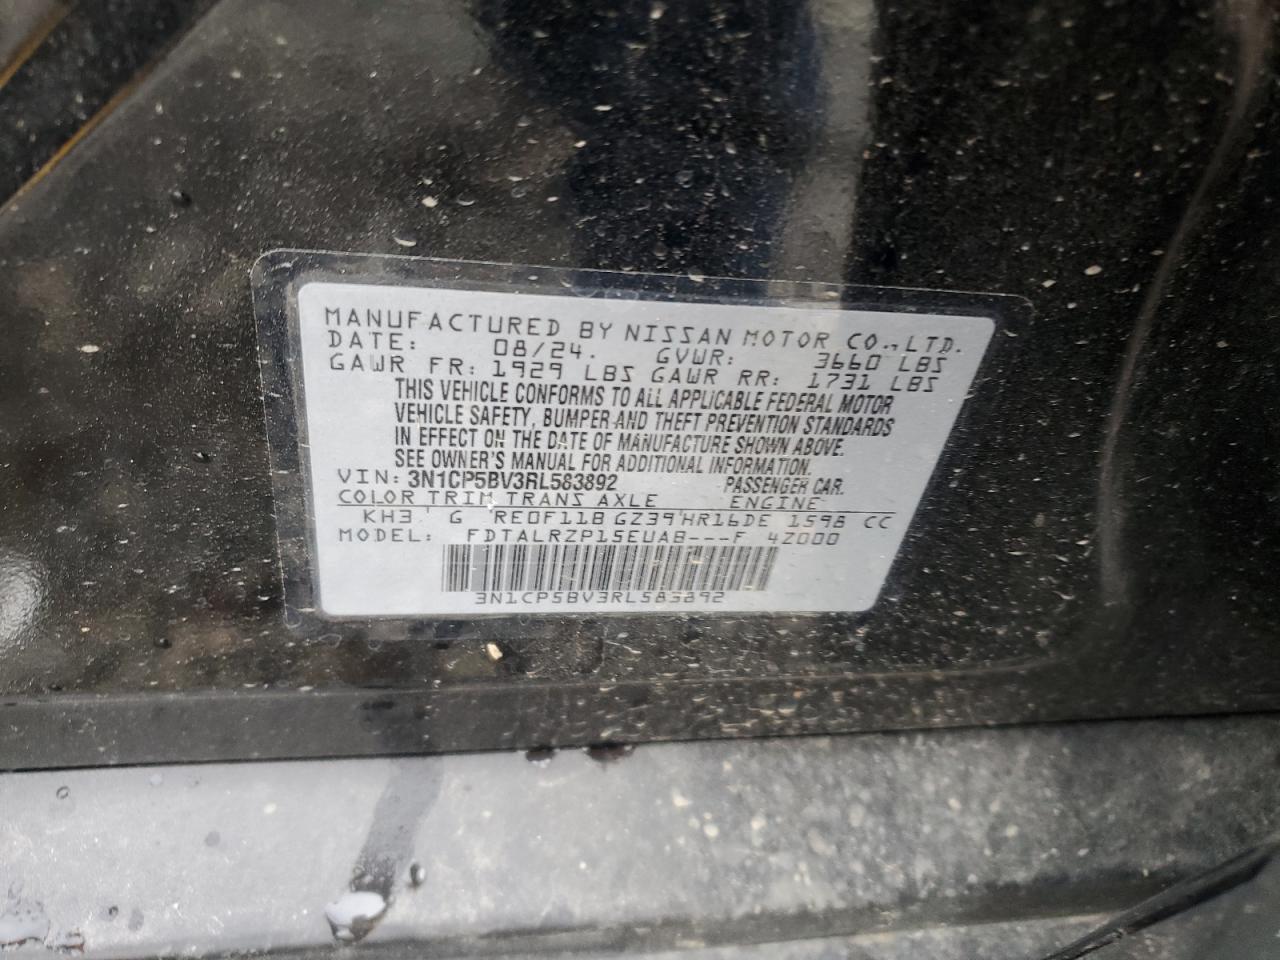 MANUFACTURED BY NISSAN MOTOR CO., LTD.
DATE: 08/24. GVWR: 3660 LBS
GAWR FR: 1929 LBS GAWR RR: 1731 LBS
THIS VEHICLE CONFORMS TO ALL APPLICABLE FEDERAL MOTOR
VEHICLE SAFETY, BUMPER AND THEFT PREVENTION STANDARDS
IN EFFECT ON THE DATE OF MANUFACTURE SHOWN ABOVE.
SEE OWNER'S MANUAL FOR ADDITIONAL INFORMATION.
VIN: 3N1CP5BV3RL583892 PASSENGER CAR.
COLOR TRIM TRANS AXLE ENGINE
KH3 G RE0F11B GZ39 HR16DE 1598 CC
MODEL: FDTALRZP15EUAB---F 4Z000
3N1CP5BV3RL583892